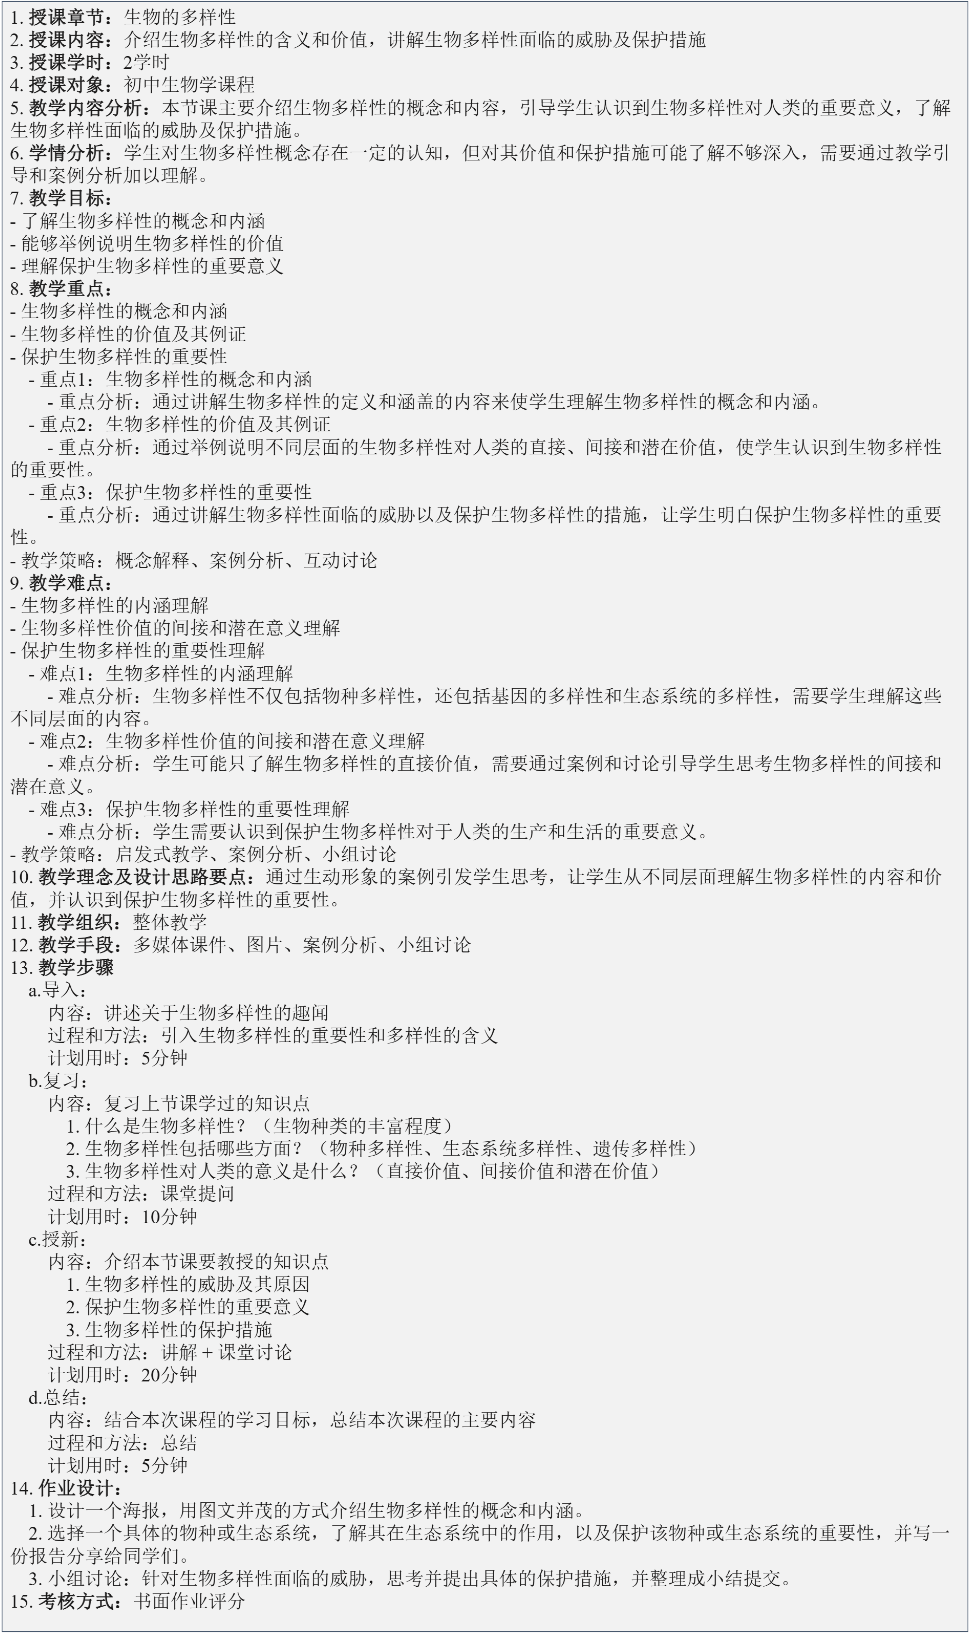 1. 授课章节：生物的多样性
2. 授课内容：介绍生物多样性的含义和价值，讲解生物多样性面临的威胁及保护措施
3. 授课学时：2学时
4. 授课对象：初中生物学课程
5. 教学内容分析：本节课主要介绍生物多样性的概念和内容，引导学生认识到生物多样性对人类的重要意义，了解
生物多样性面临的威胁及保护措施。
6. 学情分析：学生对生物多样性概念存在一定的认知，但对其价值和保护措施可能了解不够深入，需要通过教学引
导和案例分析加以理解。
7. 教学目标：
- 了解生物多样性的概念和内涵
- 能够举例说明生物多样性的价值
- 理解保护生物多样性的重要意义
8. 教学重点：
- 生物多样性的概念和内涵
- 生物多样性的价值及其例证
- 保护生物多样性的重要性
- 重点1：生物多样性的概念和内涵
- 重点分析：通过讲解生物多样性的定义和涵盖的内容来使学生理解生物多样性的概念和内涵。
- 重点2：生物多样性的价值及其例证
- 重点分析：通过举例说明不同层面的生物多样性对人类的直接、间接和潜在价值，使学生认识到生物多样性
的重要性。
- 重点3：保护生物多样性的重要性
- 重点分析：通过讲解生物多样性面临的威胁以及保护生物多样性的措施，让学生明白保护生物多样性的重要
性。
- 教学策略：概念解释、案例分析、互动讨论
9. 教学难点：
- 生物多样性的内涵理解
- 生物多样性价值的间接和潜在意义理解
- 保护生物多样性的重要性理解
- 难点1：生物多样性的内涵理解
- 难点分析：生物多样性不仅包括物种多样性，还包括基因的多样性和生态系统的多样性，需要学生理解这些
不同层面的内容。
- 难点2：生物多样性价值的间接和潜在意义理解
- 难点分析：学生可能只了解生物多样性的直接价值，需要通过案例和讨论引导学生思考生物多样性的间接和
潜在意义。
- 难点3：保护生物多样性的重要性理解
- 难点分析：学生需要认识到保护生物多样性对于人类的生产和生活的重要意义。
- 教学策略：启发式教学、案例分析、小组讨论
10. 教学理念及设计思路要点：通过生动形象的案例引发学生思考，让学生从不同层面理解生物多样性的内容和价
值，并认识到保护生物多样性的重要性。
11. 教学组织：整体教学
12. 教学手段：多媒体课件、图片、案例分析、小组讨论
13. 教学步骤
a.导入：
内容：讲述关于生物多样性的趣闻
过程和方法：引入生物多样性的重要性和多样性的含义
计划用时：5分钟
b.复习：
内容：复习上节课学过的知识点
1. 什么是生物多样性？（生物种类的丰富程度）
2. 生物多样性包括哪些方面？（物种多样性、生态系统多样性、遗传多样性）
3. 生物多样性对人类的意义是什么？（直接价值、间接价值和潜在价值）
过程和方法：课堂提问
计划用时：10分钟
c.授新：
内容：介绍本节课要教授的知识点
1. 生物多样性的威胁及其原因
2. 保护生物多样性的重要意义
3. 生物多样性的保护措施
过程和方法：讲解 + 课堂讨论
计划用时：20分钟
d.总结：
内容：结合本次课程的学习目标，总结本次课程的主要内容
过程和方法：总结
计划用时：5分钟
14. 作业设计：
1. 设计一个海报，用图文并茂的方式介绍生物多样性的概念和内涵。
2. 选择一个具体的物种或生态系统，了解其在生态系统中的作用，以及保护该物种或生态系统的重要性，并写一
份报告分享给同学们。
3. 小组讨论：针对生物多样性面临的威胁，思考并提出具体的保护措施，并整理成小结提交。
15. 考核方式：书面作业评分